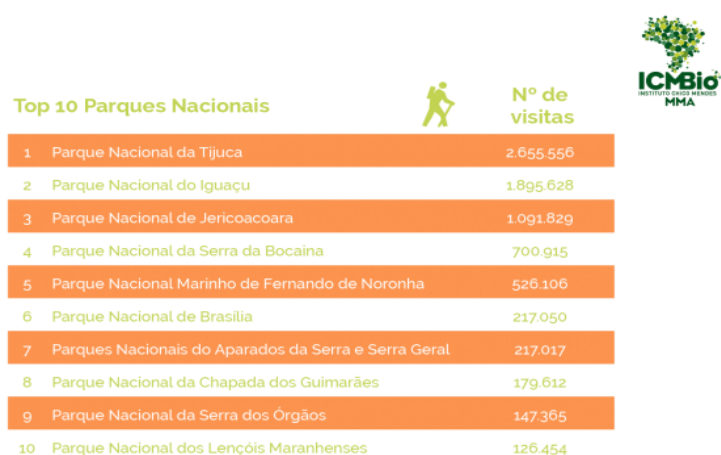 ICMBio
INSTITUTO CHICO MENDES
MMA
Top 10 Parques Nacionais
Nº de
visitas
1 Parque Nacional da Tijuca 2.655.556
2 Parque Nacional do Iguaçu 1.895.628
3 Parque Nacional de Jericoacoara 1.091.829
4 Parque Nacional da Serra da Bocaina 700.915
5 Parque Nacional Marinho de Fernando de Noronha 526.106
6 Parque Nacional de Brasília 217.050
7 Parques Nacionais do Aparados da Serra e Serra Geral 217.017
8 Parque Nacional da Chapada dos Guimarães 179.612
9 Parque Nacional da Serra dos Órgãos 147.365
10 Parque Nacional dos Lençóis Maranhenses 126.454